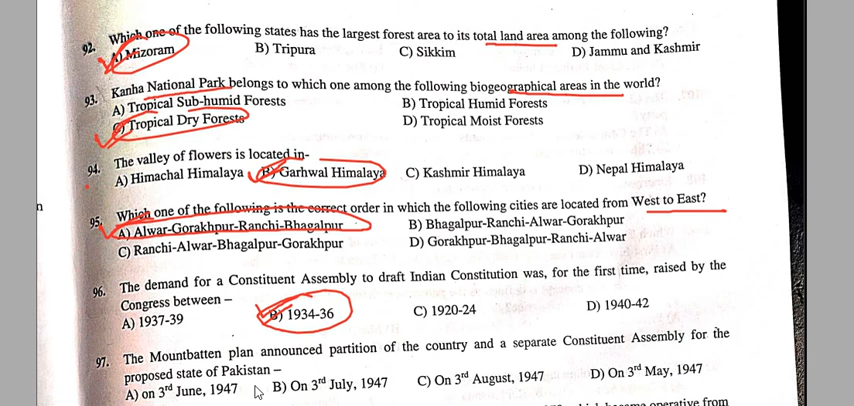 92. Which one of the following states has the largest forest area to its total land area among the following?
A) Mizoram B) Tripura C) Sikkim D) Jammu and Kashmir
93. Kanha National Park belongs to which one among the following biogeographical areas in the world?
A) Tropical Sub-humid Forests B) Tropical Humid Forests
C) Tropical Dry Forests D) Tropical Moist Forests
94. The valley of flowers is located in-
A) Himachal Himalaya B) Garhwal Himalaya C) Kashmir Himalaya D) Nepal Himalaya
95. Which one of the following is the correct order in which the following cities are located from West to East?
A) Alwar-Gorakhpur-Ranchi-Bhagalpur B) Bhagalpur-Ranchi-Alwar-Gorakhpur
C) Ranchi-Alwar-Bhagalpur-Gorakhpur D) Gorakhpur-Bhagalpur-Ranchi-Alwar
96. The demand for a Constituent Assembly to draft Indian Constitution was, for the first time, raised by the
Congress between –
A) 1937-39 B) 1934-36 C) 1920-24 D) 1940-42
97. The Mountbatten plan announced partition of the country and a separate Constituent Assembly for the
proposed state of Pakistan –
A) on 3rd June, 1947 B) On 3rd July, 1947 C) On 3rd August, 1947 D) On 3rd May, 1947
operative from